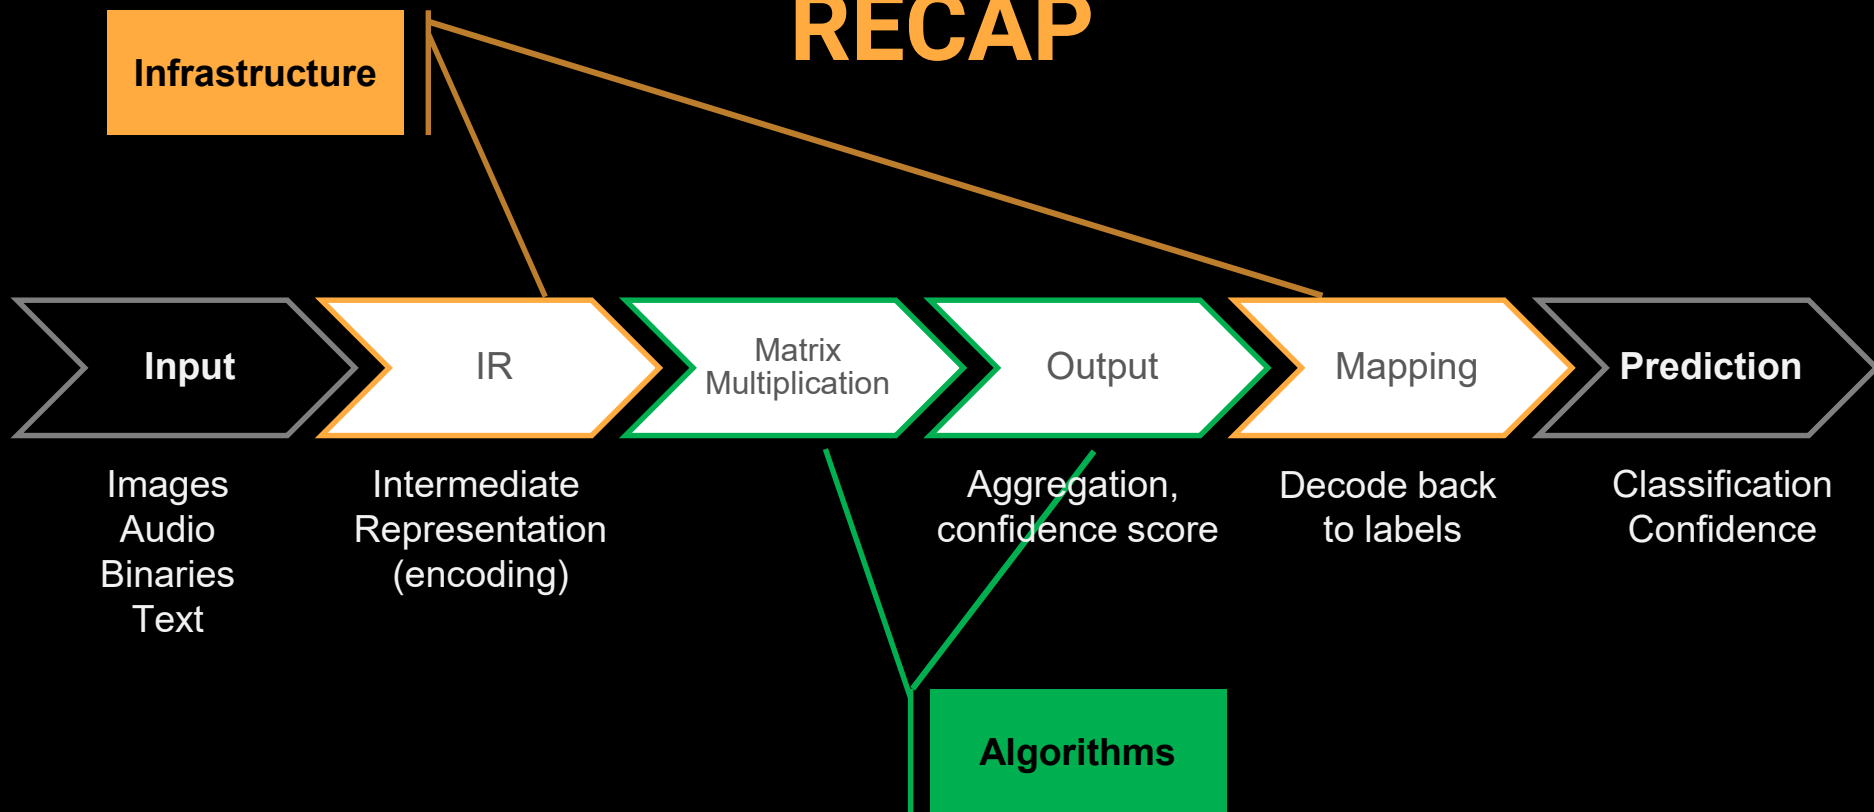 RECAP
Infrastructure
Input
IR
Matrix
Multiplication
Output
Mapping
Prediction
Images
Audio
Binaries
Text
Intermediate
Representation
(encoding)
Aggregation,
confidence score
Decode back
to labels
Classification
Confidence
Algorithms